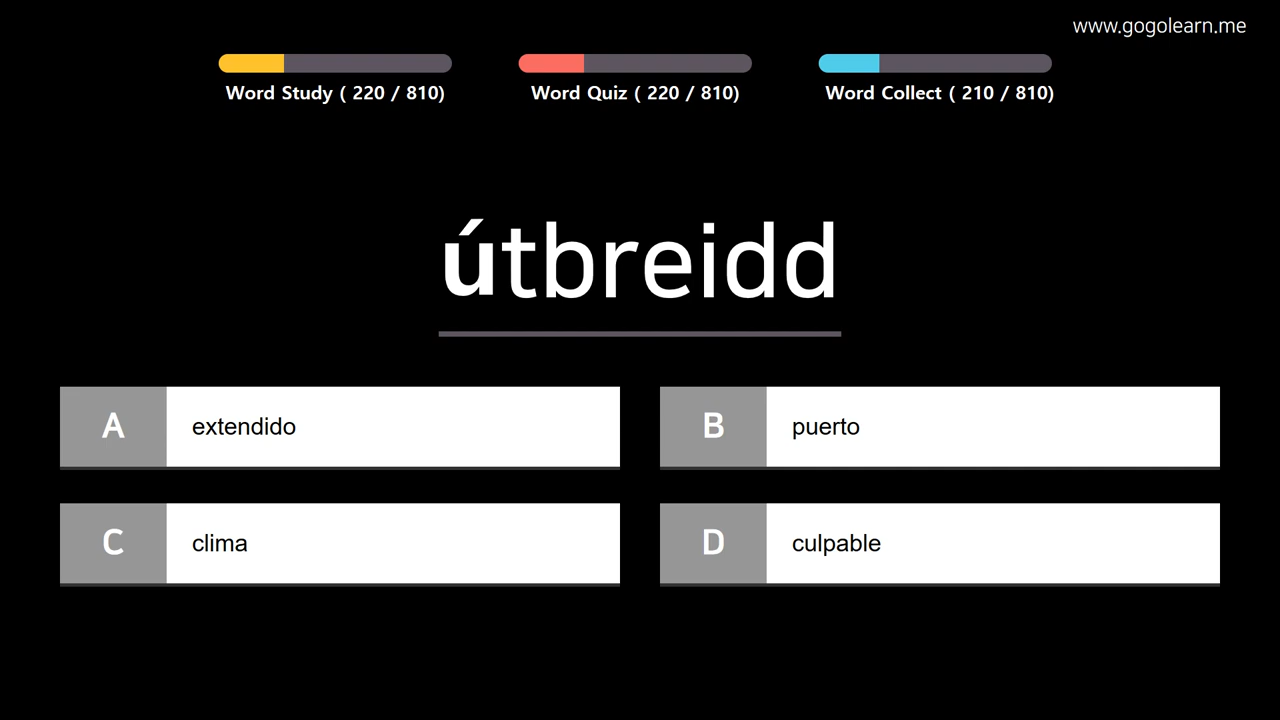 www.gogolearn.me
Word Study ( 220 / 810)
Word Quiz ( 220 / 810)
Word Collect ( 210 / 810)
útbreidd
A extendido
B puerto
C clima
D culpable